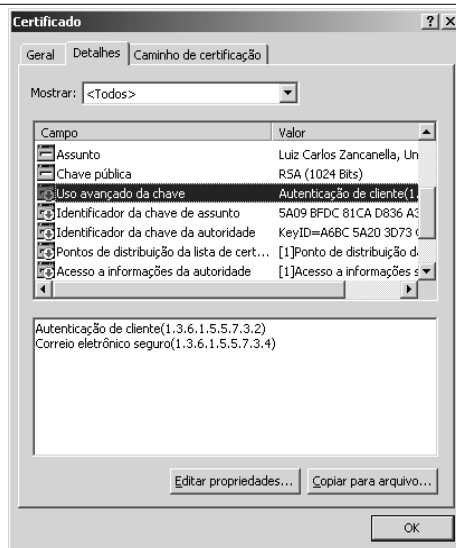 Certificado
Geral Detalhes Caminho de certificação
Mostrar: <Todos>
Campo Valor
Assunto Luiz Carlos Zancanella, Un
Chave pública RSA (1024 Bits)
Uso avançado da chave Autenticação de cliente(1.
Identificador da chave de assunto 5A09 BFDC 81CA D836 A3
Identificador da chave da autoridade KeyID=A6BC 5A20 3D73
Pontos de distribuição da lista de cert... [1]Ponto de distribuição d
Acesso a informações da autoridade [1]Acesso a informações s
Autenticação de cliente(1.3.6.1.5.5.7.3.2)
Correio eletrônico seguro(1.3.6.1.5.5.7.3.4)
Editar propriedades... Copiar para arquivo...
OK